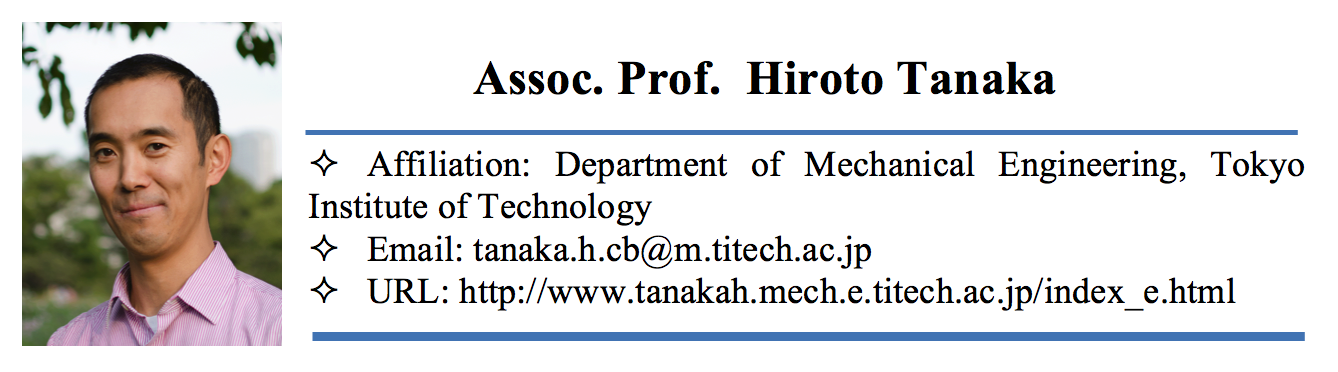 Assoc. Prof. Hiroto Tanaka
✧ Affiliation: Department of Mechanical Engineering, Tokyo
Institute of Technology
✧ Email: tanaka.h.cb@m.titech.ac.jp
✧ URL: http://www.tanakah.mech.e.titech.ac.jp/index_e.html